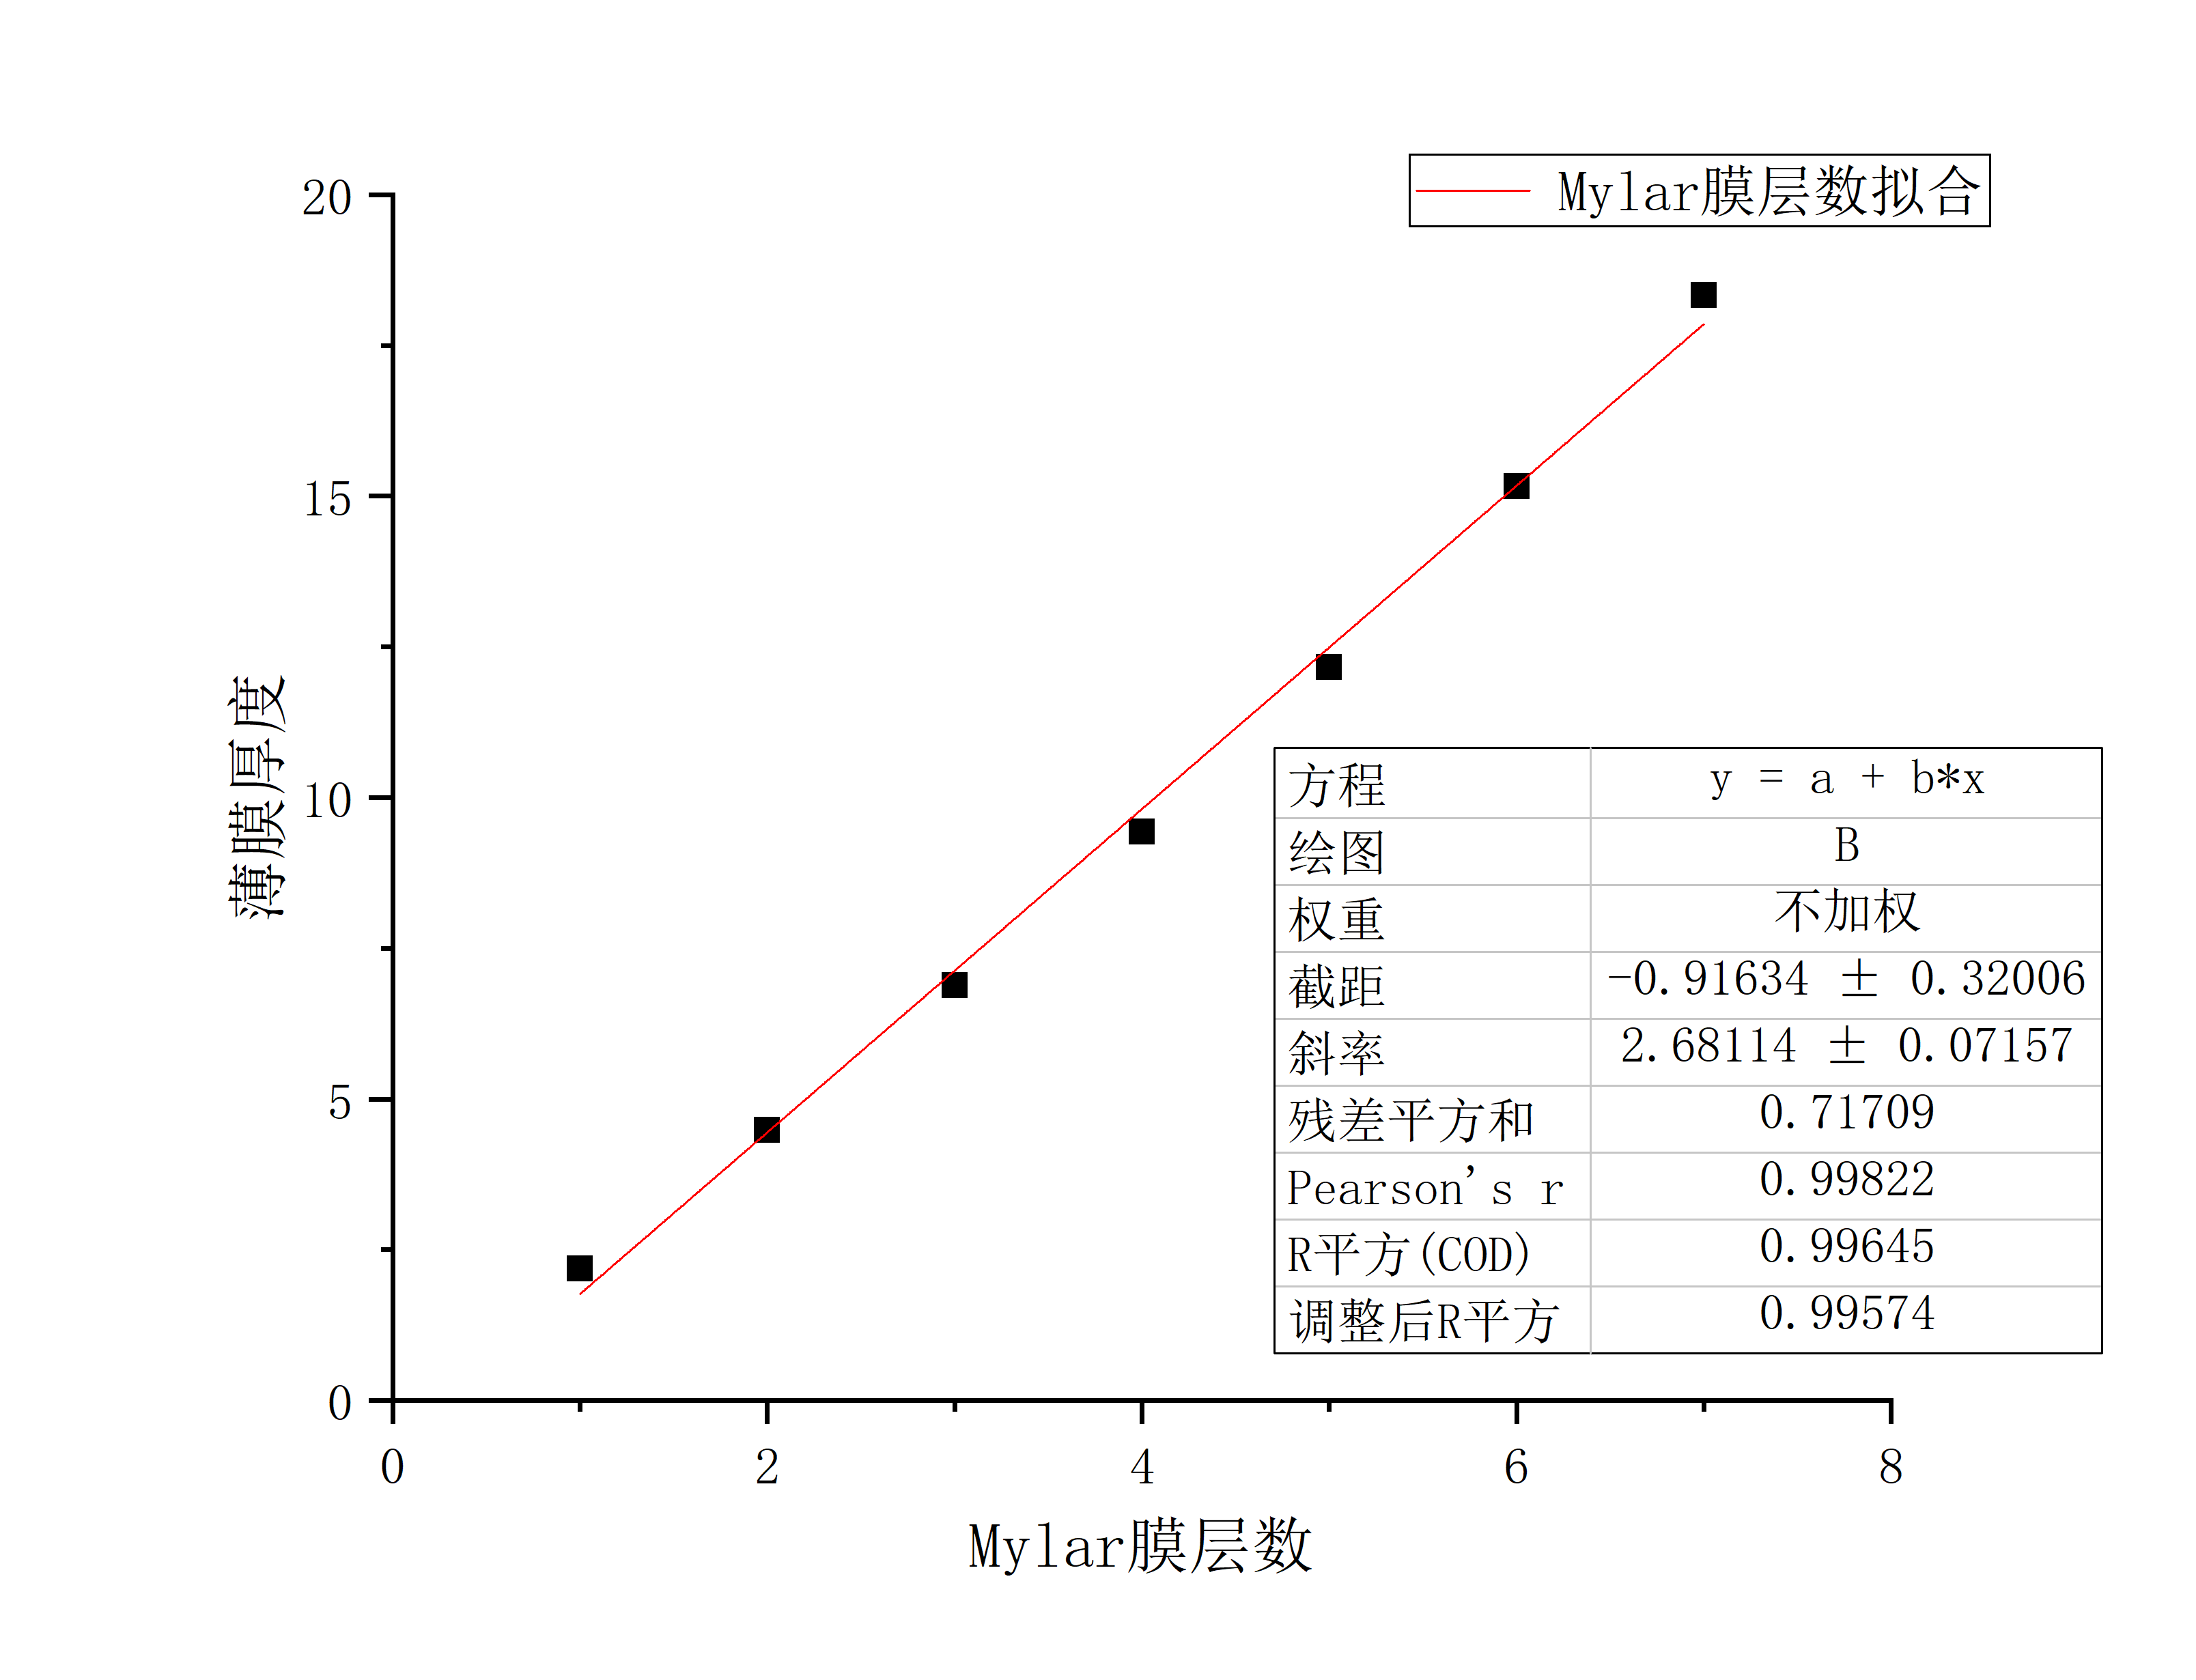 Mylar膜层数拟合
20
15
10
5
0
薄膜厚度
方程 y = a + b*x
绘图 B
权重 不加权
截距 -0.91634 ± 0.32006
斜率 2.68114 ± 0.07157
残差平方和 0.71709
Pearson's r 0.99822
R平方(COD) 0.99645
调整后R平方 0.99574
0 2 4 6 8
Mylar膜层数